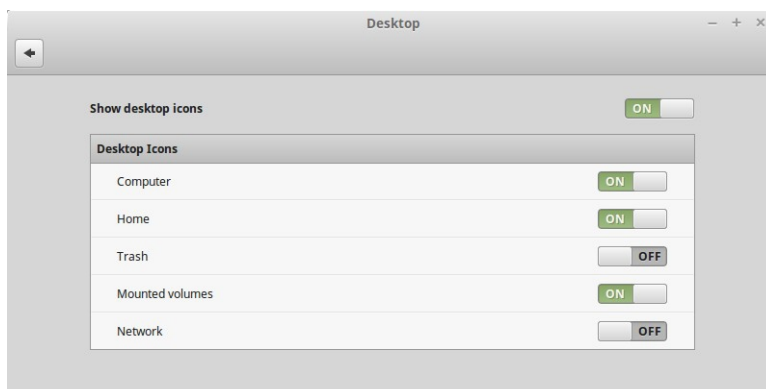 Desktop
Show desktop icons ON
Desktop Icons
Computer ON
Home ON
Trash OFF
Mounted volumes ON
Network OFF